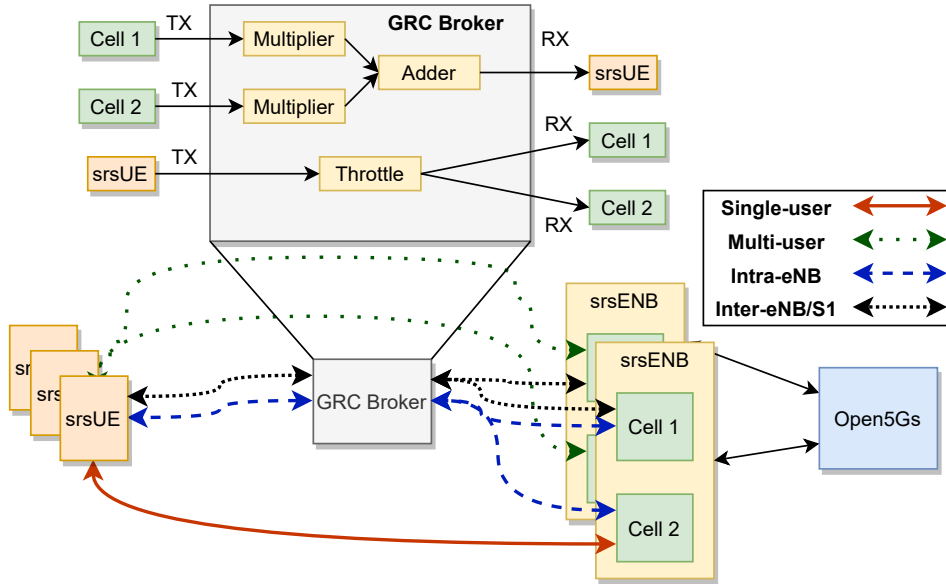 TX
GRC Broker
Cell 1
Multiplier
RX
Adder
srsUE
TX
Cell 2
Multiplier
RX
Cell 1
TX
srsUE
Throttle
Cell 2
RX
Single-user
Multi-user
Intra-eNB
Inter-eNB/S1
srsENB
srsENB
sr
srs
srsUE
GRC Broker
Cell 1
Open5Gs
Cell 2